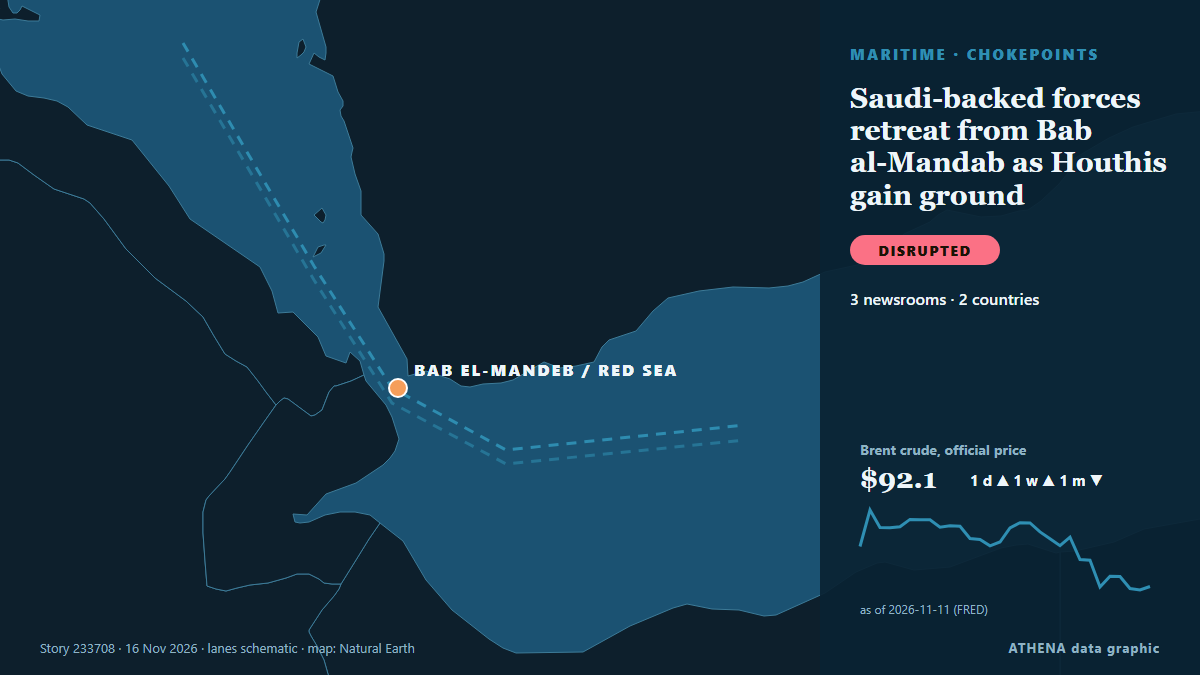 MARITIME · CHOKEPOINTS
Saudi-backed forces
retreat from Bab
al-Mandab as Houthis
gain ground
DISRUPTED
3 newsrooms · 2 countries
BAB EL-MANDEB / RED SEA
Brent crude, official price
$92.1 1 d ▲ 1 w ▲ 1 m ▼
as of 2026-11-11 (FRED)
Story 233708 · 16 Nov 2026 · lanes schematic · map: Natural Earth
ATHENA data graphic